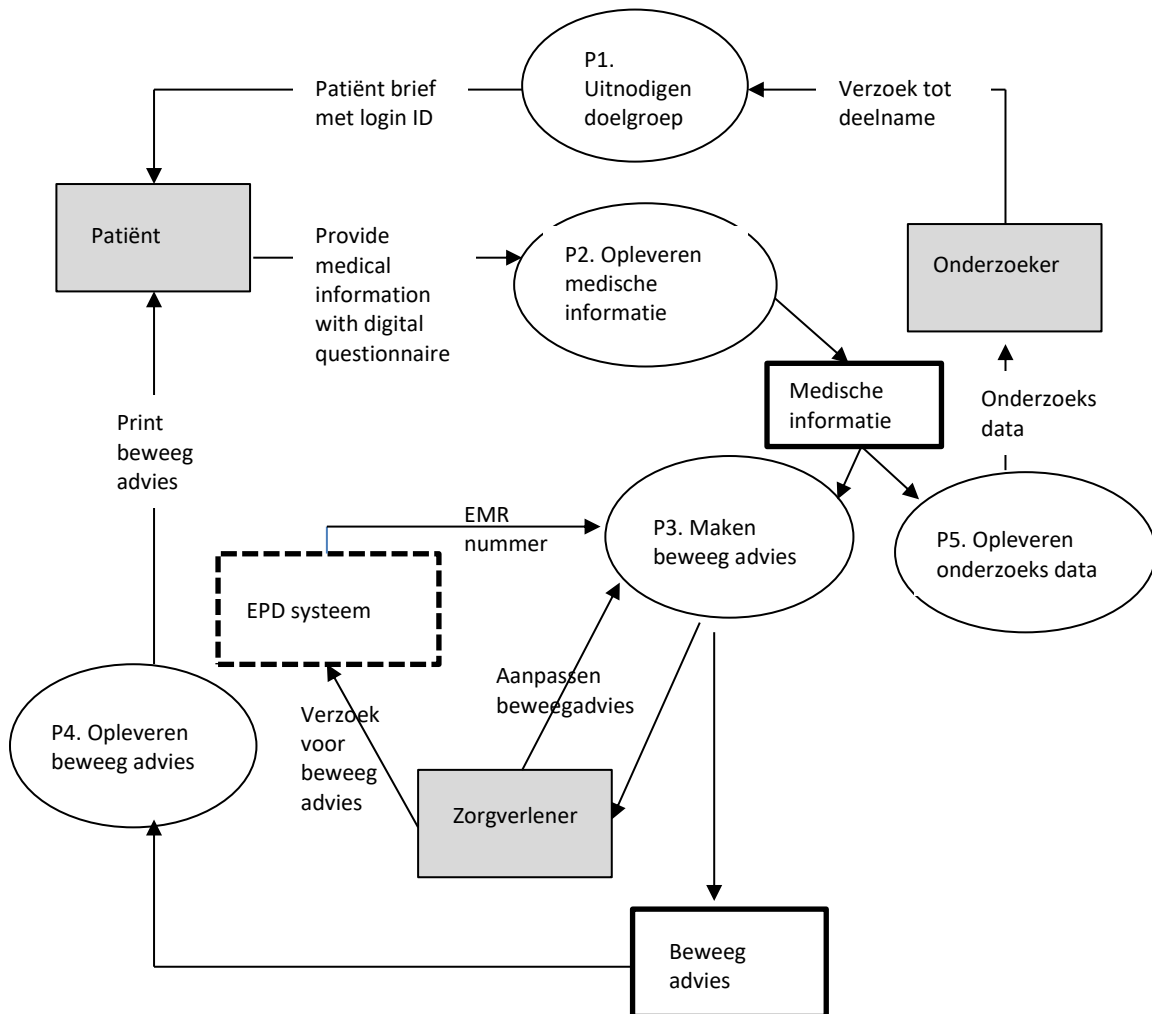 P1.
Uitnodigen
doelgroep
Patiënt brief
met login ID
Verzoek tot
deelname
Patiënt
Provide
medical
information
with digital
questionnaire
P2. Opleveren
medische
informatie
Onderzoeker
Medische
informatie
Onderzoeks
data
Print
beweeg
advies
EMR
nummer
P3. Maken
beweeg advies
P5. Opleveren
onderzoeks data
EPD systeem
Aanpassen
beweegadvies
P4. Opleveren
beweeg advies
Verzoek
voor
beweeg
advies
Zorgverlener
Beweeg
advies